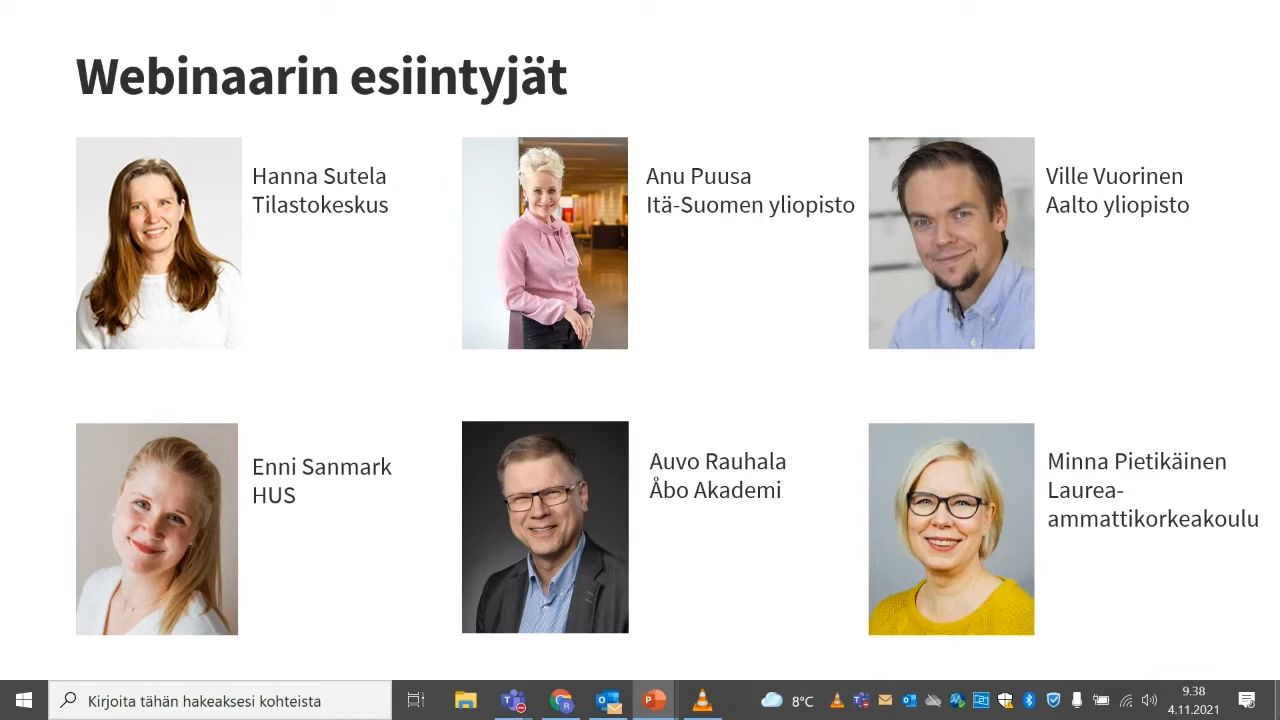 Webinaarin esiintyjät
Hanna Sutela
Tilastokeskus
Anu Puusa
Itä-Suomen yliopisto
Ville Vuorinen
Aalto yliopisto
Enni Sanmark
HUS
Auvo Rauhala
Åbo Akademi
Minna Pietikäinen
Laurea-
ammattikorkeakoulu
Kirjoita tähän hakeaksesi kohteista
8°C
9.38
4.11.2021